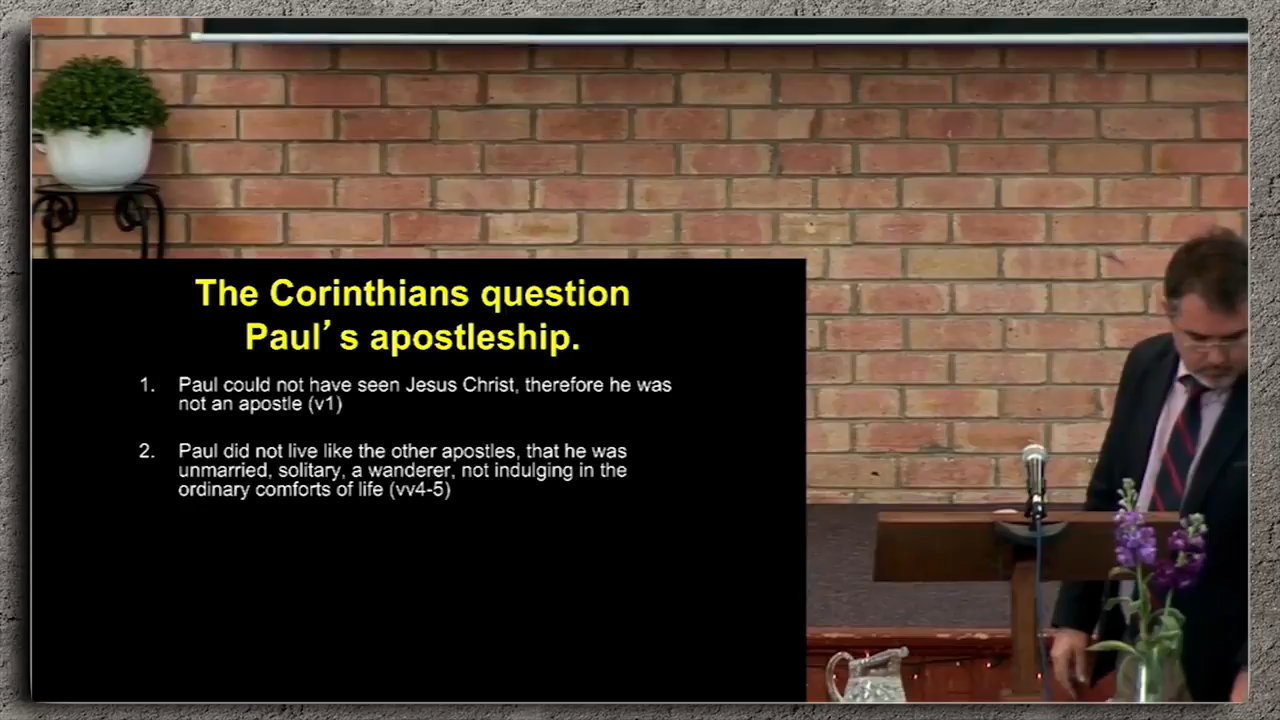 The Corinthians question
Paul’s apostleship.
1. Paul could not have seen Jesus Christ, therefore he was
not an apostle (v1)
2. Paul did not live like the other apostles, that he was
unmarried, solitary, a wanderer, not indulging in the
ordinary comforts of life (vv4-5)